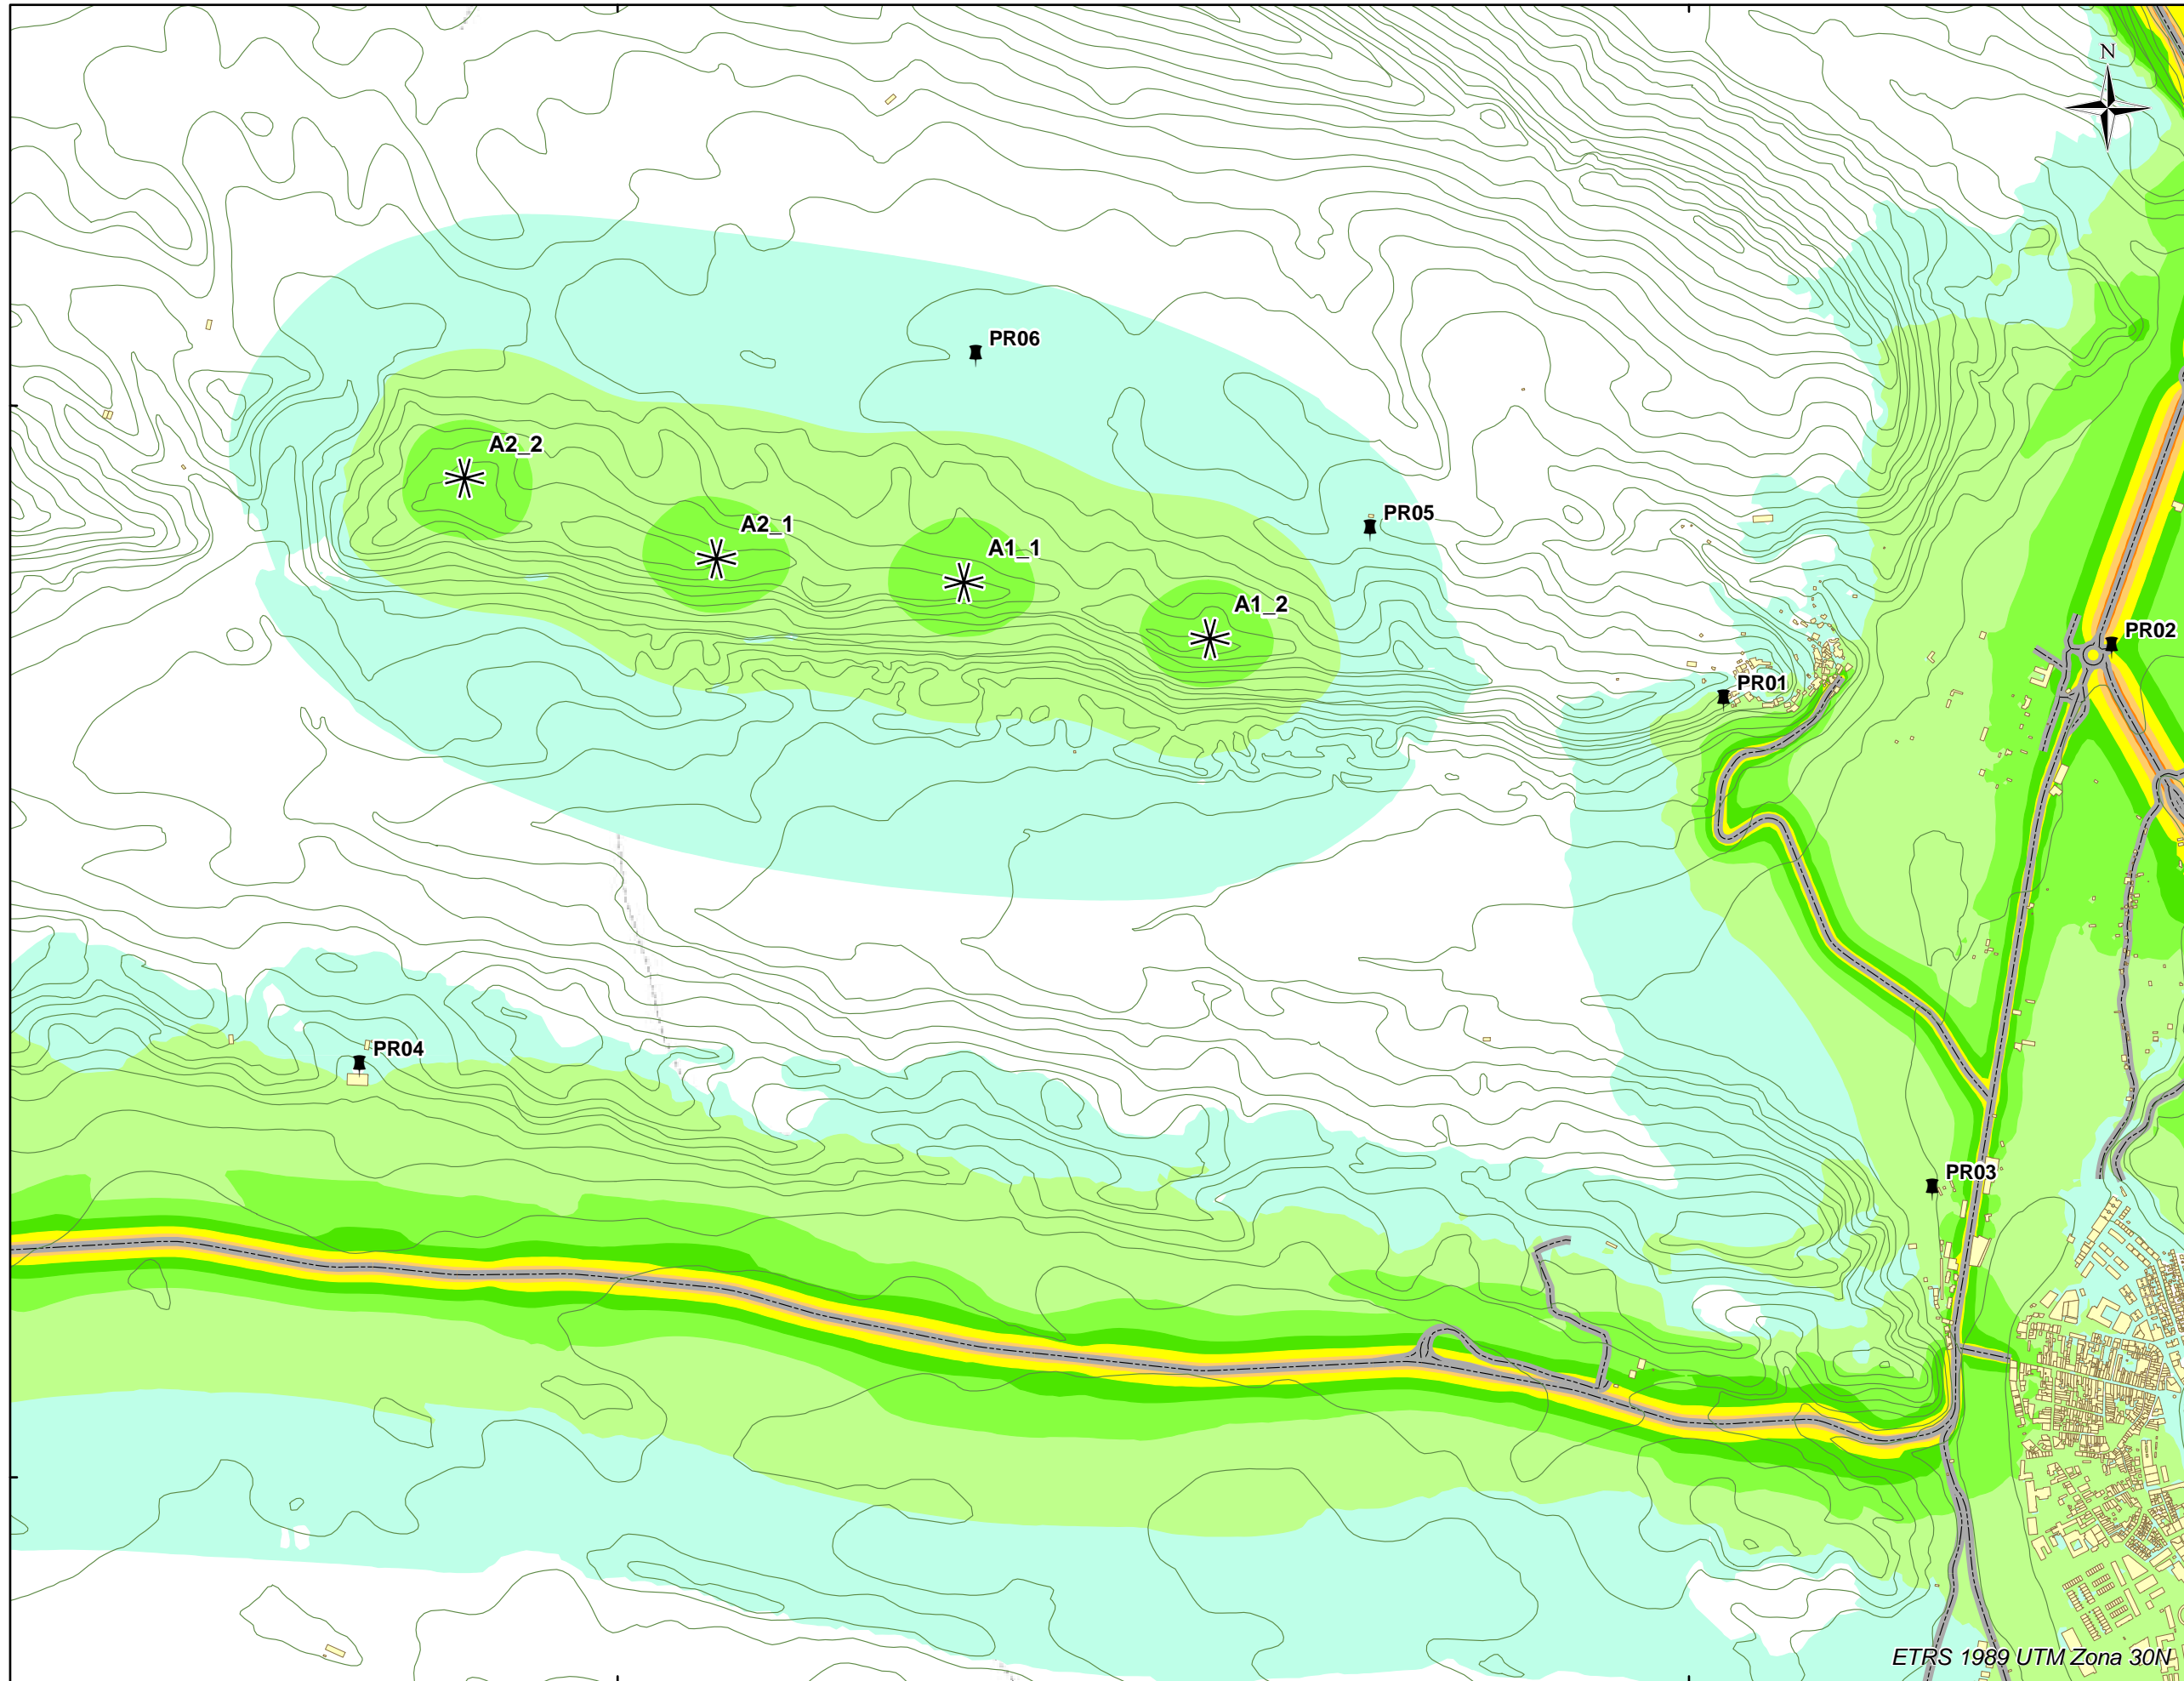 N
PR06
A2_2
PR05
A2_1
A1_1
A1_2
PR02
PR01
PR04
PR03
ETRS 1989 UTM Zona 30N